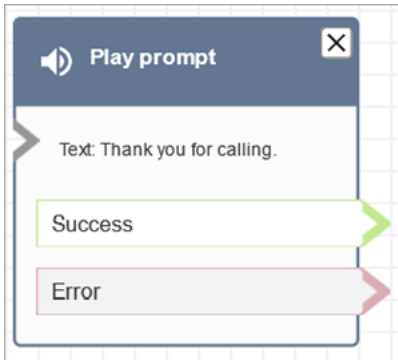 Play prompt
Text: Thank you for calling.
Success
Error